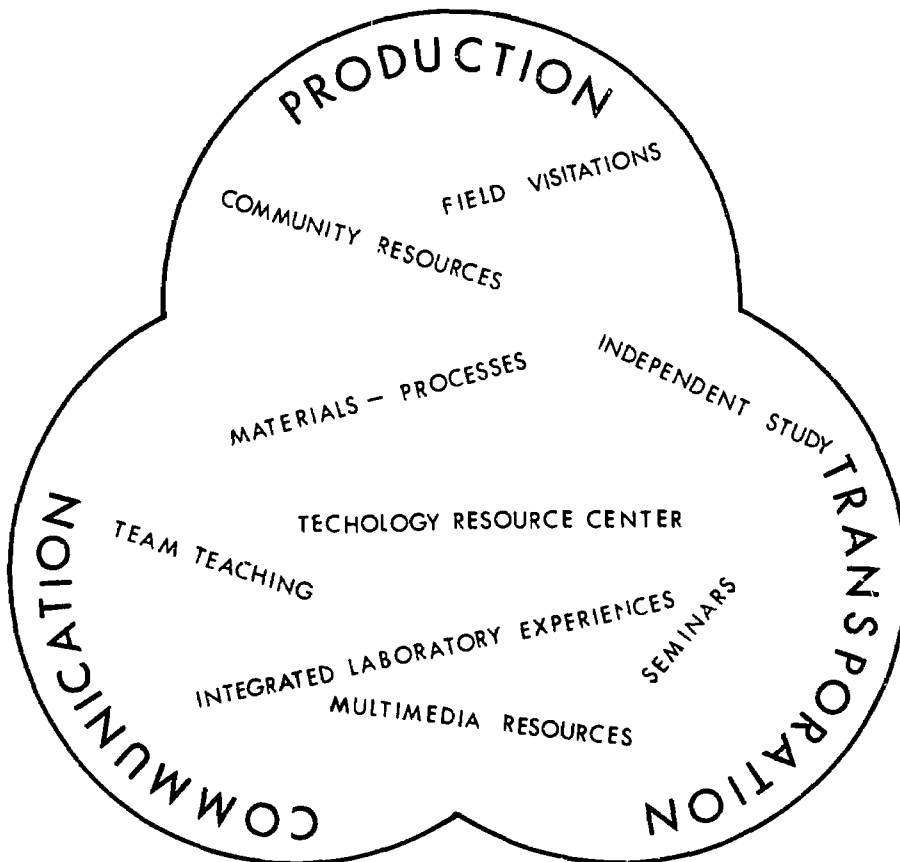 PRODUCTION
FIELD VISITATIONS
COMMUNITY RESOURCES
INDEPENDENT STUDY
MATERIALS – PROCESSES
TRANSPORATION
COMMUNICATION
TECHOLOGY RESOURCE CENTER
TEAM TEACHING
INTEGRATED LABORATORY EXPERIENCES
SEMINARS
MULTIMEDIA RESOURCES